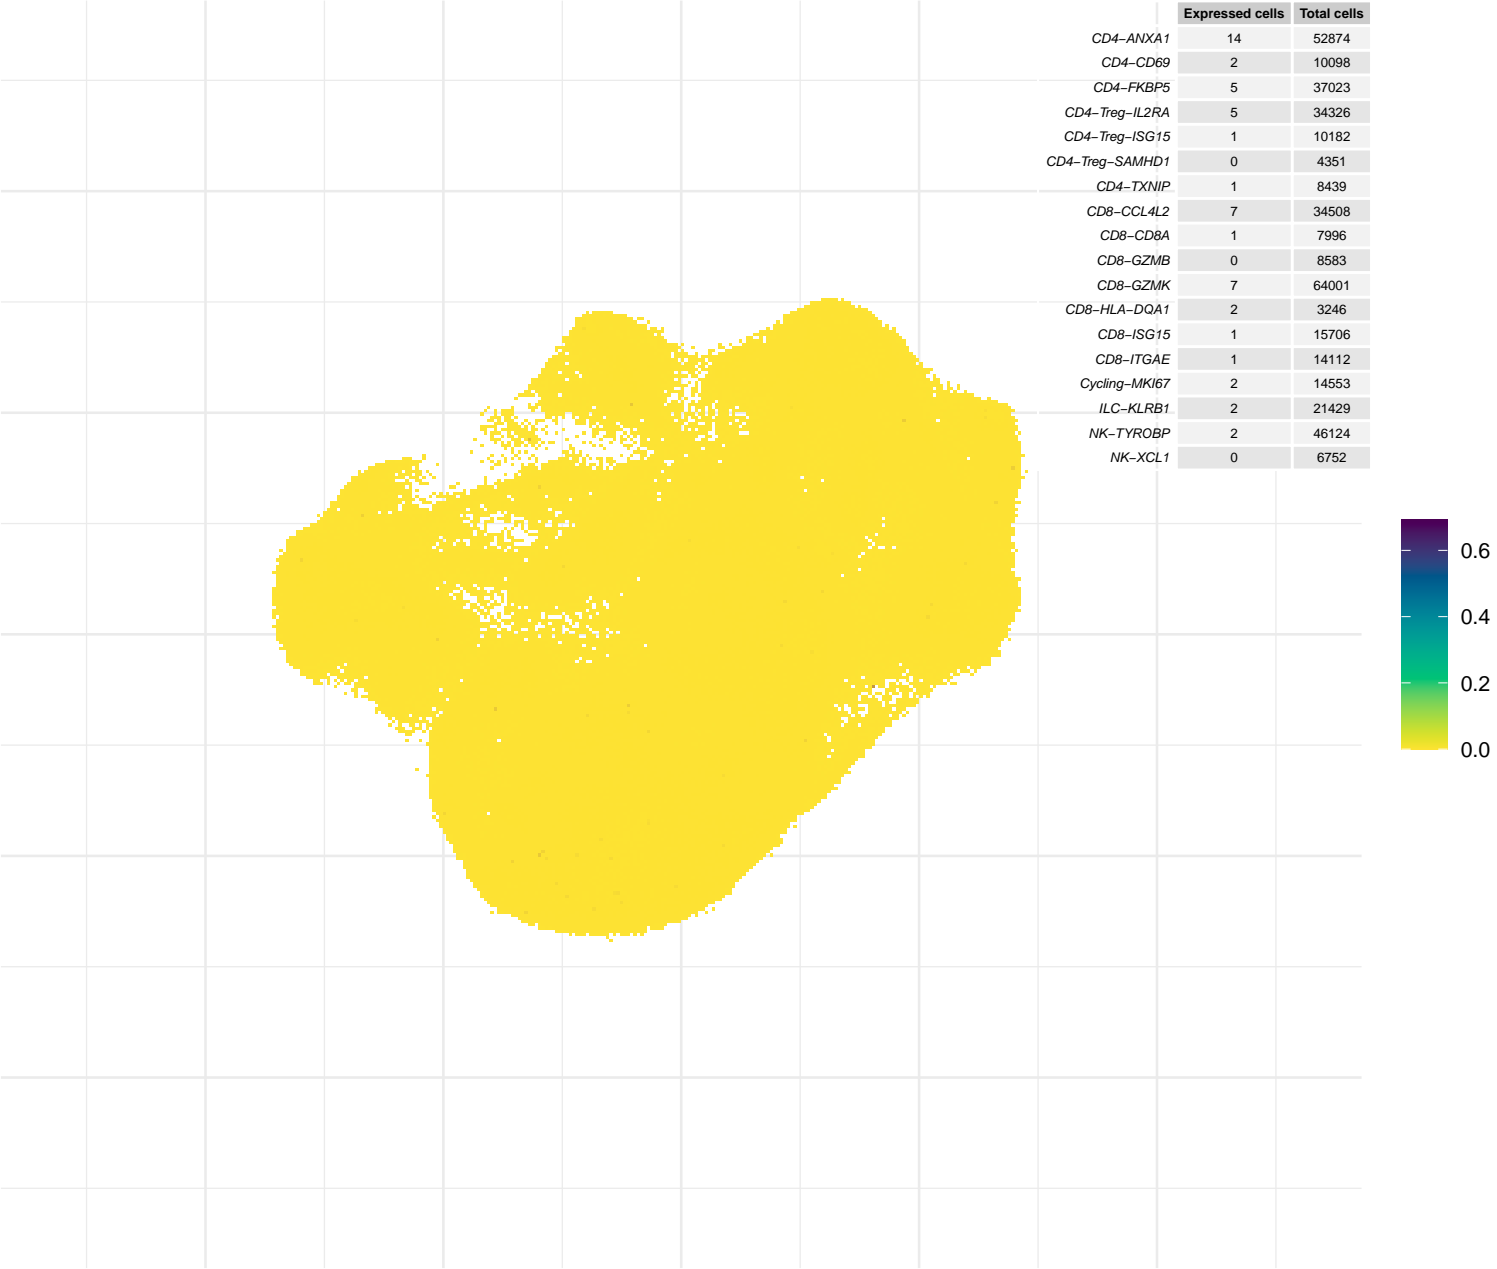 Expressed cells Total cells
CD4−ANXA1 14 52874
CD4−CD69 2 10098
CD4−FKBP5 5 37023
CD4−Treg−IL2RA 5 34326
CD4−Treg−ISG15 1 10182
CD4−Treg−SAMHD1 0 4351
CD4−TXNIP 1 8439
CD8−CCL4L2 7 34508
CD8−CD8A 1 7996
CD8−GZMB 0 8583
CD8−GZMK 7 64001
CD8−HLA−DQA1 2 3246
CD8−ISG15 1 15706
CD8−ITGAE 1 14112
Cycling−MKI67 2 14553
ILC−KLRB1 2 21429
NK−TYROBP 2 46124
NK−XCL1 0 6752
0.6
0.4
0.2
0.0